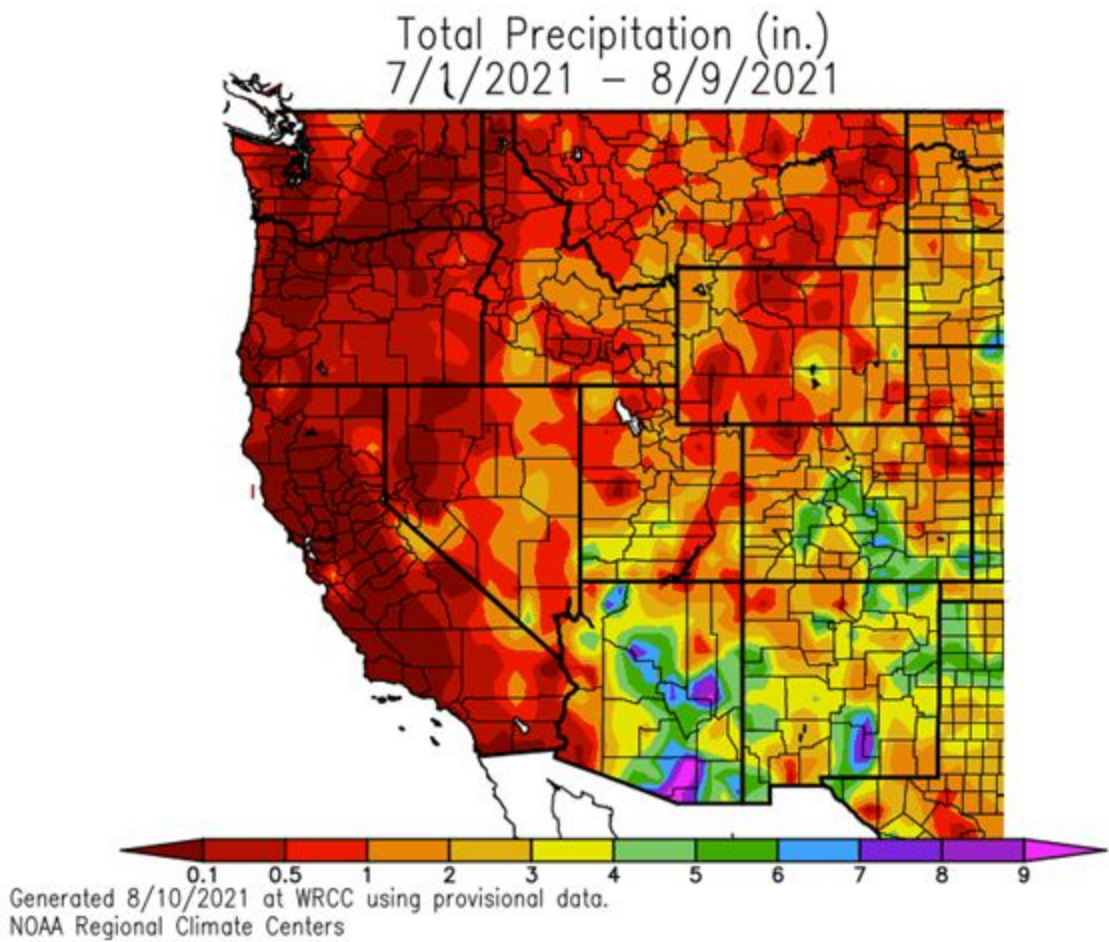 Total Precipitation (in.)
7/1/2021 – 8/9/2021
0.1 0.5 1 2 3 4 5 6 7 8 9
Generated 8/10/2021 at WRCC using provisional data.
NOAA Regional Climate Centers